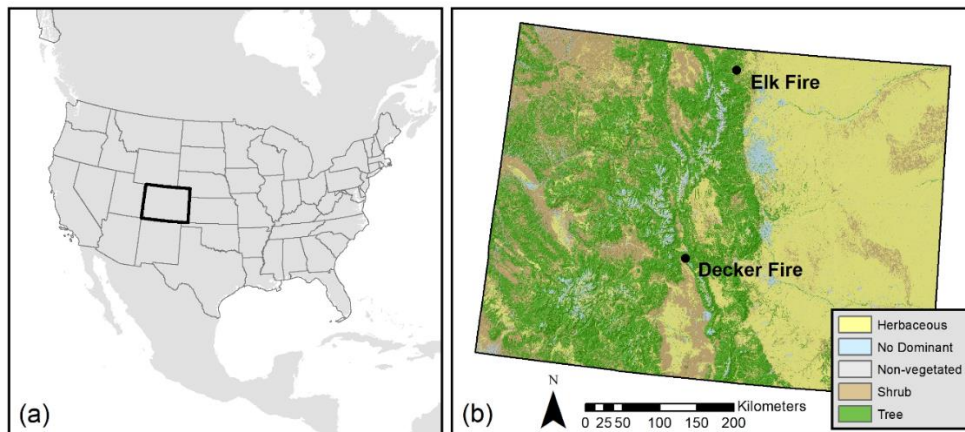 (a)
(b)
Elk Fire
Decker Fire
N
Kilometers
0 25 50 100 150 200
Herbaceous
No Dominant
Non-vegetated
Shrub
Tree